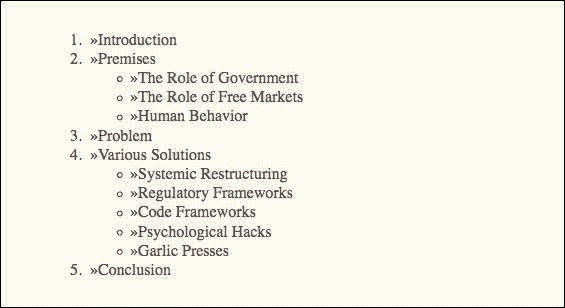 1. »Introduction
2. »Premises
○ »The Role of Government
○ »The Role of Free Markets
○ »Human Behavior
3. »Problem
4. »Various Solutions
○ »Systemic Restructuring
○ »Regulatory Frameworks
○ »Code Frameworks
○ »Psychological Hacks
○ »Garlic Presses
5. »Conclusion